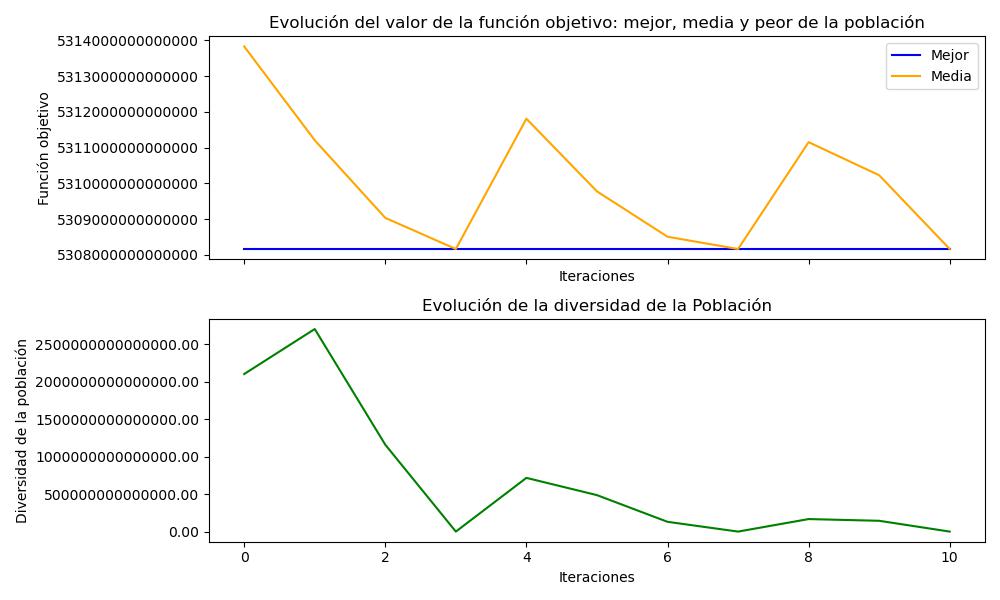 Evolución del valor de la función objetivo: mejor, media y peor de la población
Función objetivo
5314000000000000
5313000000000000
5312000000000000
5311000000000000
5310000000000000
5309000000000000
5308000000000000
Mejor
Media
Iteraciones
Evolución de la diversidad de la Población
Diversidad de la población
2500000000000000.00
2000000000000000.00
1500000000000000.00
1000000000000000.00
500000000000000.00
0.00
0 2 4 6 8 10
Iteraciones